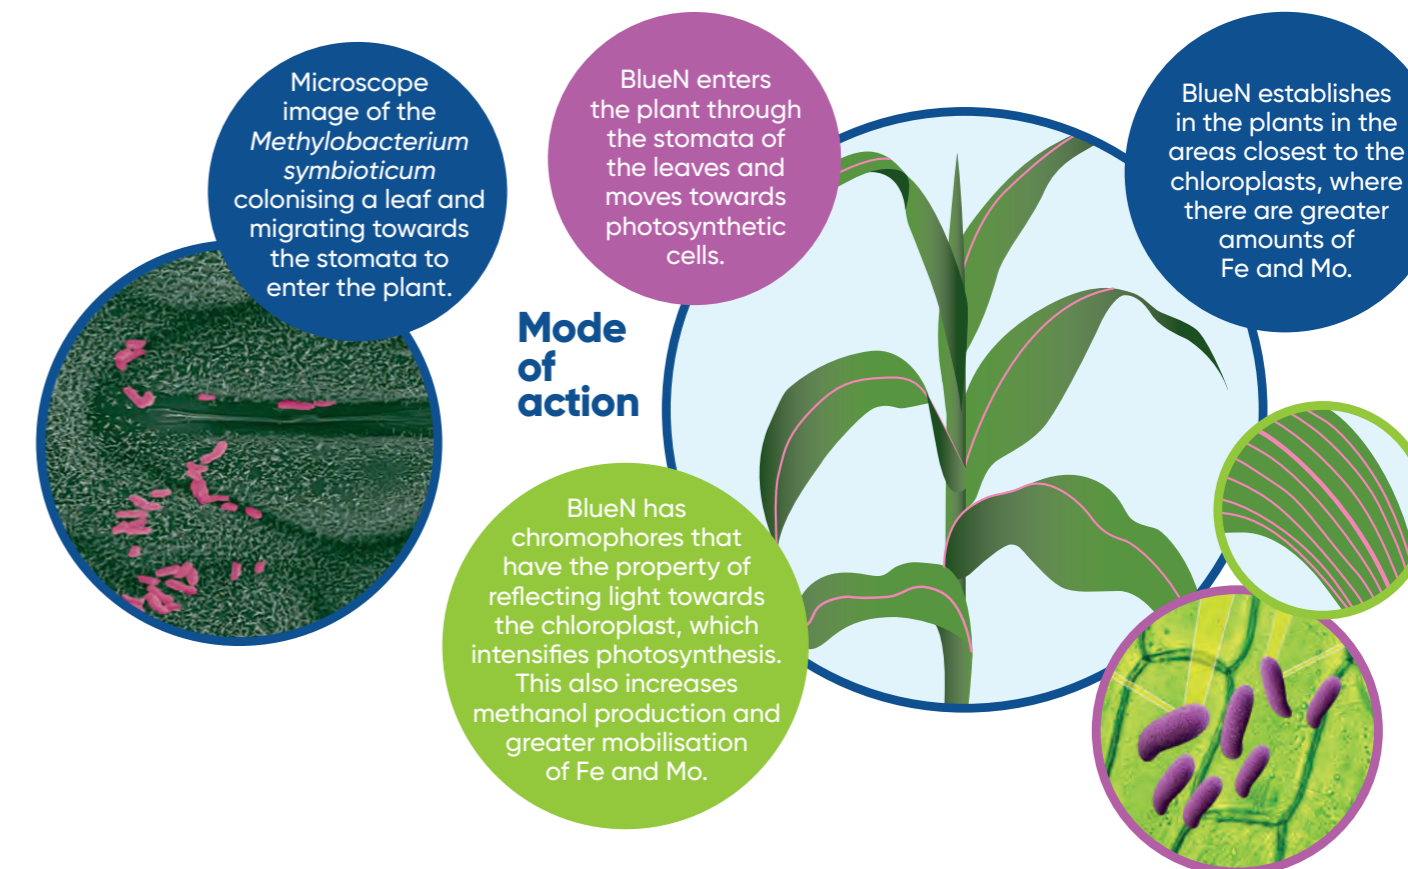 Microscope
image of the
Methylobacterium
symbioticum
colonising a leaf and
migrating towards
the stomata to
enter the plant.
BlueN enters
the plant through
the stomata of
the leaves and
moves towards
photosynthetic
cells.
BlueN establishes
in the plants in the
areas closest to the
chloroplasts, where
there are greater
amounts of
Fe and Mo.
Mode
of
action
BlueN has
chromophores that
have the property of
reflecting light towards
the chloroplast, which
intensifies photosynthesis.
This also increases
methanol production and
greater mobilisation
of Fe and Mo.